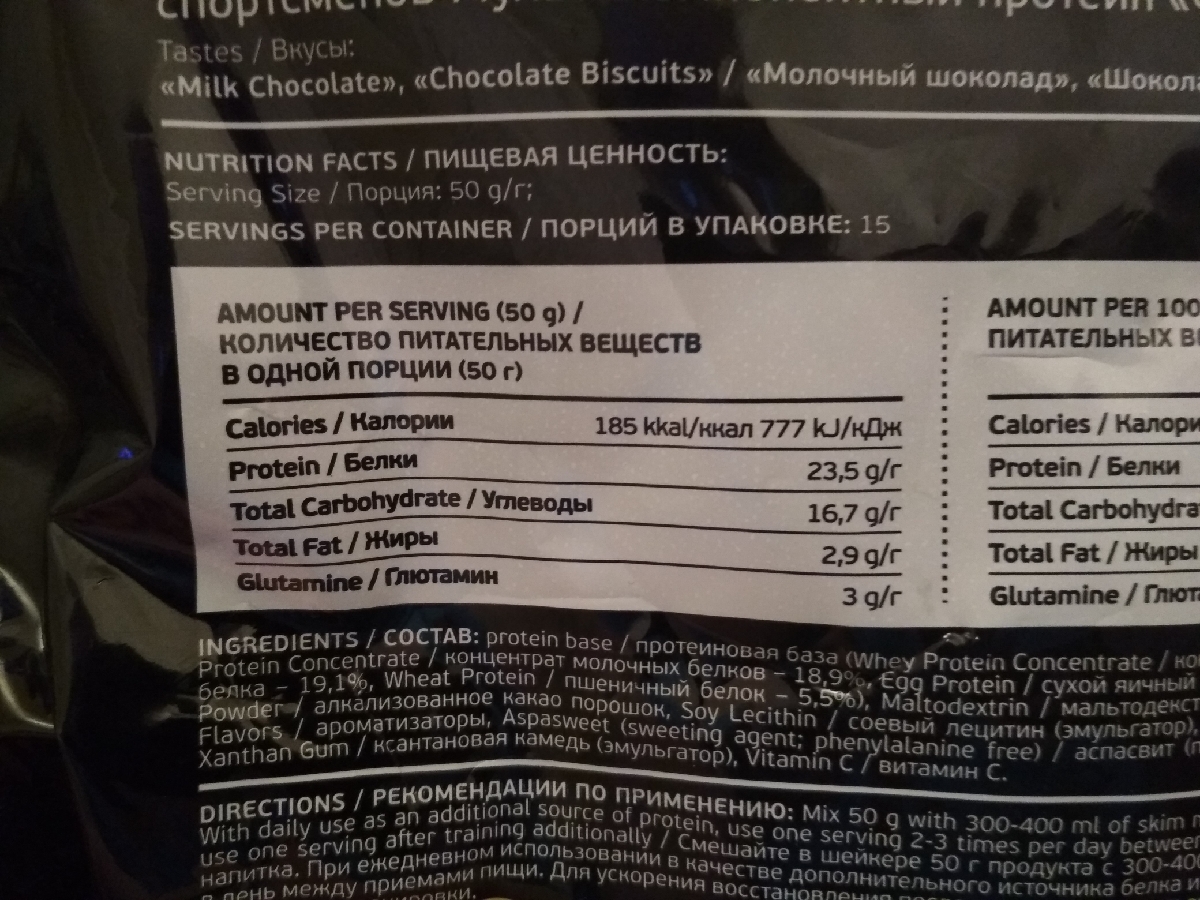 Tastes / Вкусы:
«Milk Chocolate», «Chocolate Biscuits» / «Молочный шоколад»,
NUTRITION FACTS / ПИЩЕВАЯ ЦЕННОСТЬ:
Serving Size / Порция: 50 g/г;
SERVINGS PER CONTAINER / ПОРЦИЙ В УПАКОВКЕ: 15
AMOUNT PER SERVING (50 g) /
КОЛИЧЕСТВО ПИТАТЕЛЬНЫХ ВЕЩЕСТВ
В ОДНОЙ ПОРЦИИ (50 г)
Calories / Калории 185 kkal/ккал 777 kJ/кДж
Protein / Белки 23,5 g/г
Total Carbohydrate / Углеводы 16,7 g/г
Total Fat / Жиры 2,9 g/г
Glutamine / Глютамин 3 g/г
AMOUNT PER 100
ПИТАТЕЛЬНЫХ
Calories /
Protein / Белки
Total
Total Fat / Жиры
Glutamine /
INGREDIENTS / СОСТАВ: protein base / протеиновая база (Whey Protein Concentrate /
Protein Concentrate / концентрат молочных белков – 18,9%, Egg Protein / сухой яичный
белка – 19,1%, Wheat Protein / пшеничный белок – 5,5%), Maltodextrin /
Powder / алкализованное какао порошок, Soy Lecithin / соевый лецитин (эмульгатор),
Flavors / ароматизаторы, Aspasweet (sweeting agent; phenylalanine free) / аспасвит
Xanthan Gum / ксантановая камедь (эмульгатор), Vitamin C / витамин С.
DIRECTIONS / РЕКОМЕНДАЦИИ ПО ПРИМЕНЕНИЮ: Mix 50 g with 300-400 ml of skim
With daily use as an additional source of protein, use one serving 2-3 times per day between
use one serving after training additionally / Смешайте в шейкере 50 г продукта с
напитка. При ежедневном использовании в качестве дополнительного источника белка и
в день между приемами пищи. Для ускорения восстановления